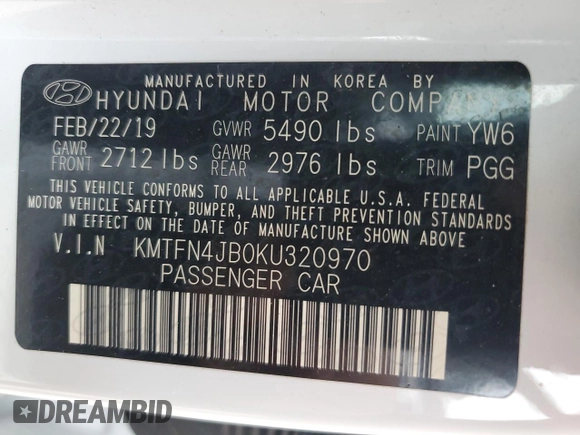 MANUFACTURED IN KOREA BY
HYUNDAI MOTOR COMPANY
FEB/22/19 GVWR 5490 lbs PAINT YW6
GAWR FRONT 2712 lbs GAWR REAR 2976 lbs TRIM PGG
THIS VEHICLE CONFORMS TO ALL APPLICABLE U.S.A. FEDERAL
MOTOR VEHICLE SAFETY, BUMPER, AND THEFT PREVENTION STANDARDS
IN EFFECT ON THE DATE OF MANUFACTURE SHOWN ABOVE.
V.I.N KMTFN4JB0KU320970
PASSENGER CAR
DREAMBID